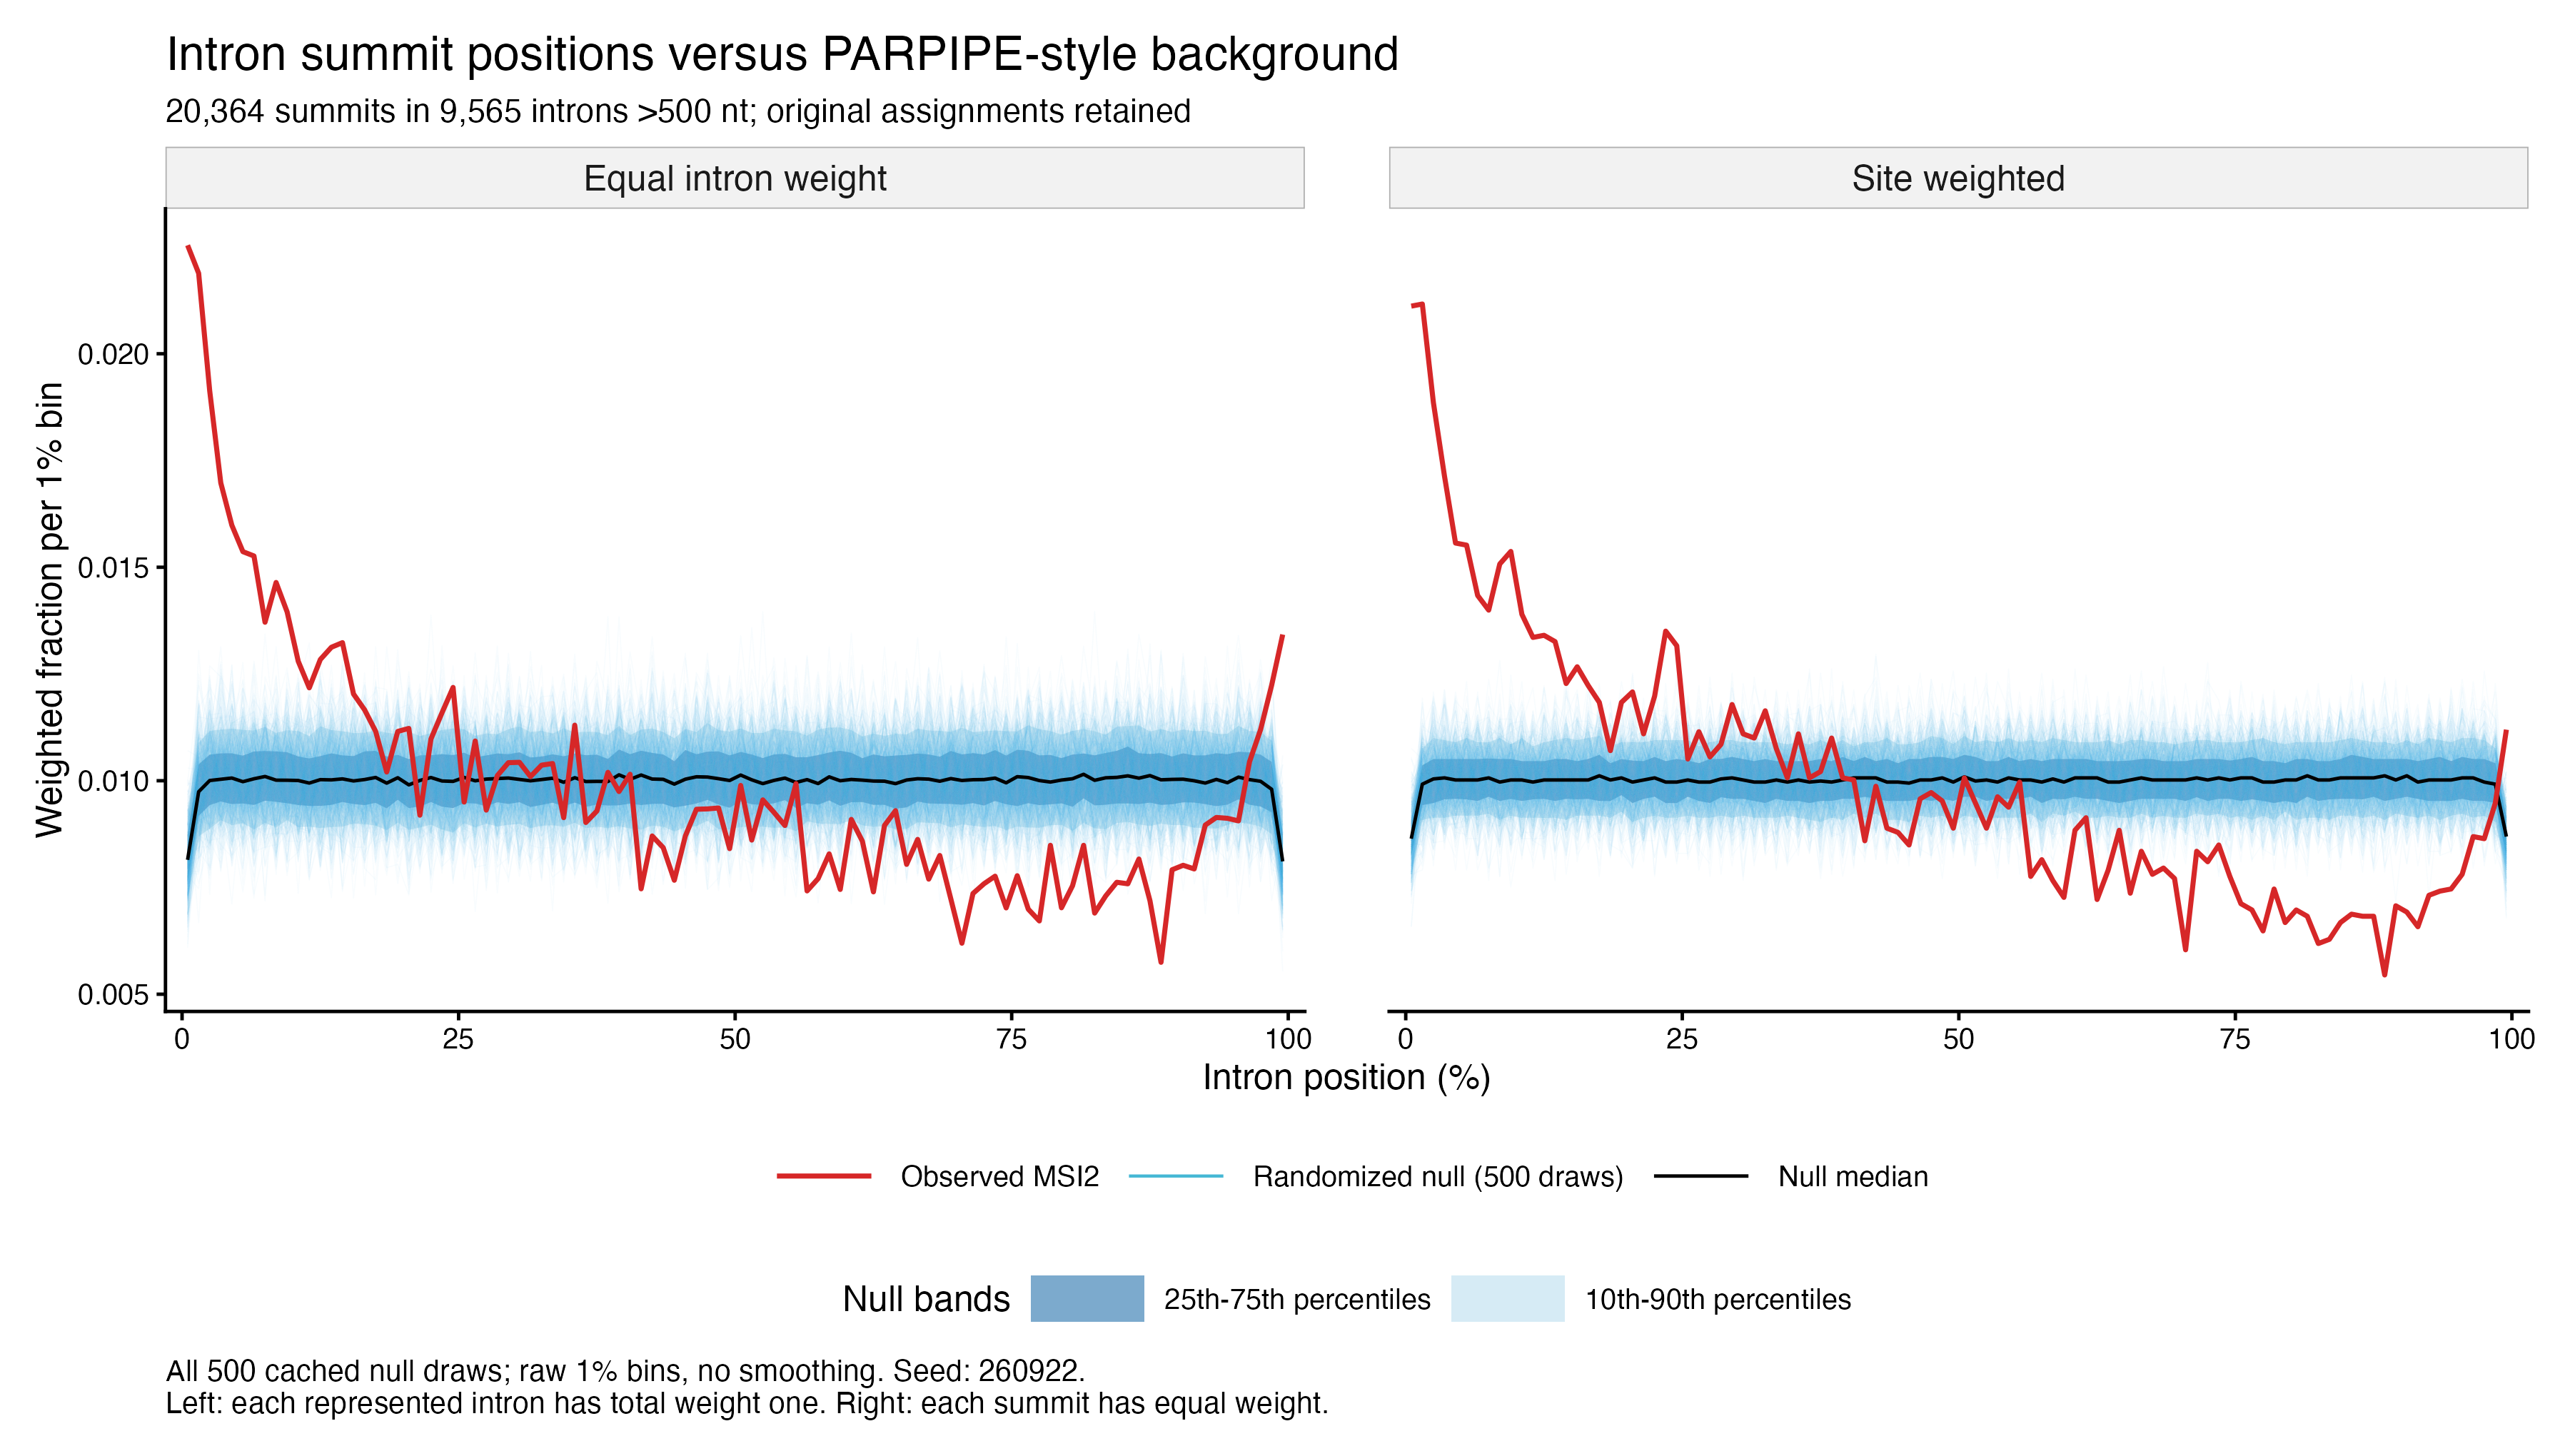 Intron summit positions versus PARPIPE-style background
20,364 summits in 9,565 introns >500 nt; original assignments retained
Equal intron weight
Site weighted
Weighted fraction per 1% bin
0.020
0.015
0.010
0.005
0 25 50 75 100
0 25 50 75 100
Intron position (%)
Observed MSI2 Randomized null (500 draws) Null median
Null bands 25th-75th percentiles 10th-90th percentiles
All 500 cached null draws; raw 1% bins, no smoothing. Seed: 260922.
Left: each represented intron has total weight one. Right: each summit has equal weight.